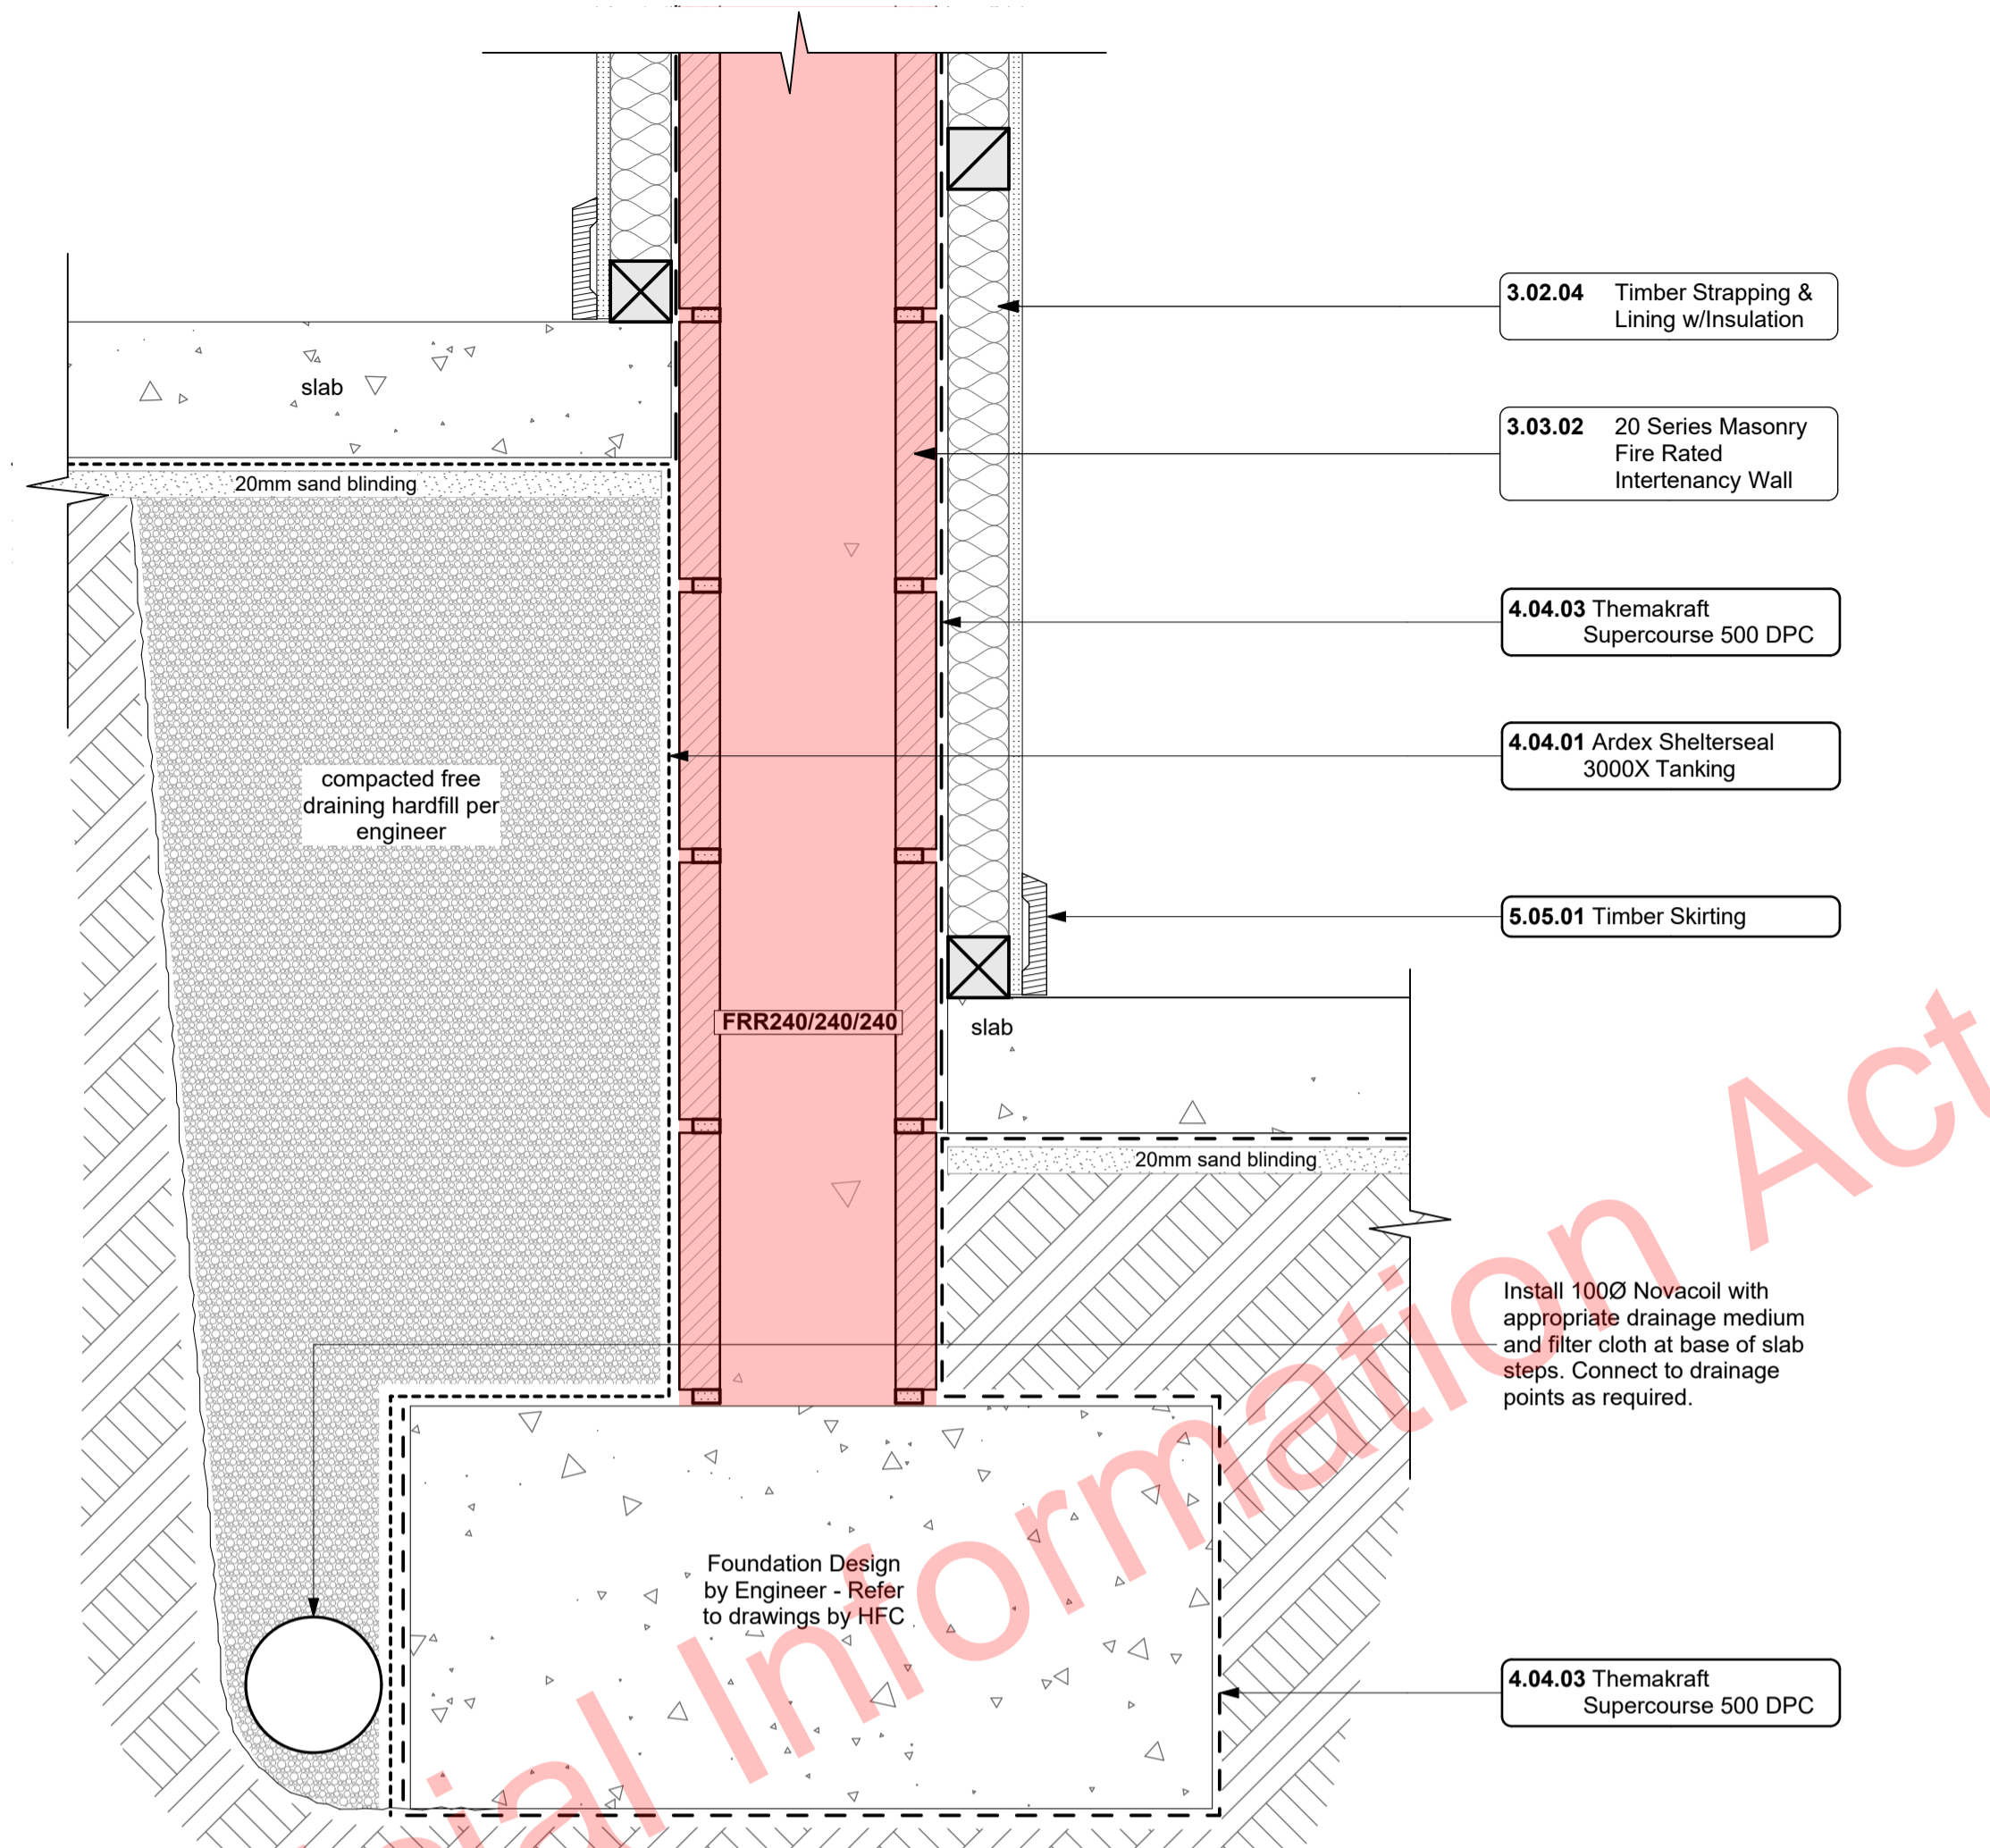 3.02.04 Timber Strapping &
Lining w/Insulation
slab
3.03.02 20 Series Masonry
Fire Rated
Intertenancy Wall
20mm sand blinding
4.04.03 Themakraft
Supercourse 500 DPC
4.04.01 Ardex Shelterseal
3000X Tanking
compacted free
draining hardfill per
engineer
5.05.01 Timber Skirting
FRR240/240/240
slab
20mm sand blinding
Install 100Ø Novacoil with
appropriate drainage medium
and filter cloth at base of slab
steps. Connect to drainage
points as required.
Foundation Design
by Engineer - Refer
to drawings by HFC
4.04.03 Themakraft
Supercourse 500 DPC
cial Information Act